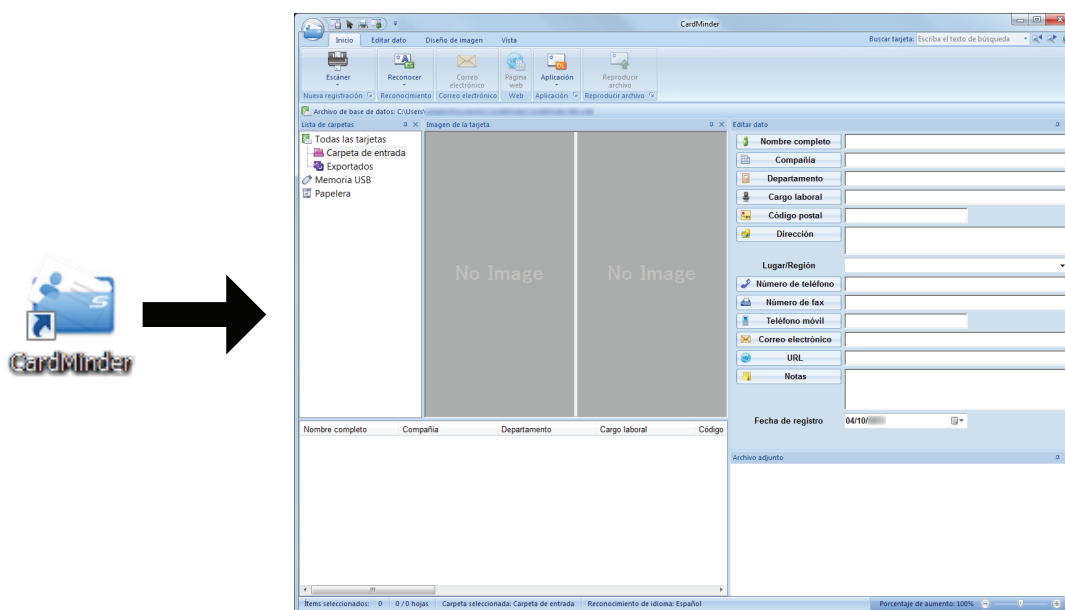 CardMinder
CardMinder
Inicio Editar dato Diseño de imagen Vista
Buscar tarjeta: Escriba el texto de búsqueda
Escáner Reconocer Correo electrónico Página web Aplicación Reproducir archivo
Nueva registración Reconocimiento Correo electrónico Web Aplicación Reproducir archivo
Archivo de base de datos: C:\Users\
Lista de carpetas
Todas las tarjetas
Carpeta de entrada
Exportados
Memoria USB
Papelera
Imagen de la tarjeta
No Image No Image
Editar dato
Nombre completo
Compañia
Departamento
Cargo laboral
Código postal
Dirección
Lugar/Región
Número de teléfono
Número de fax
Teléfono móvil
Correo electrónico
URL
Notas
Fecha de registro 04/10/
Nombre completo Compañía Departamento Cargo laboral Código
Archivo adjunto
Ítems seleccionados: 0 0 / 0 hojas Carpeta seleccionada: Carpeta de entrada Reconocimiento de idioma: Español Porcentaje de aumento: 100%